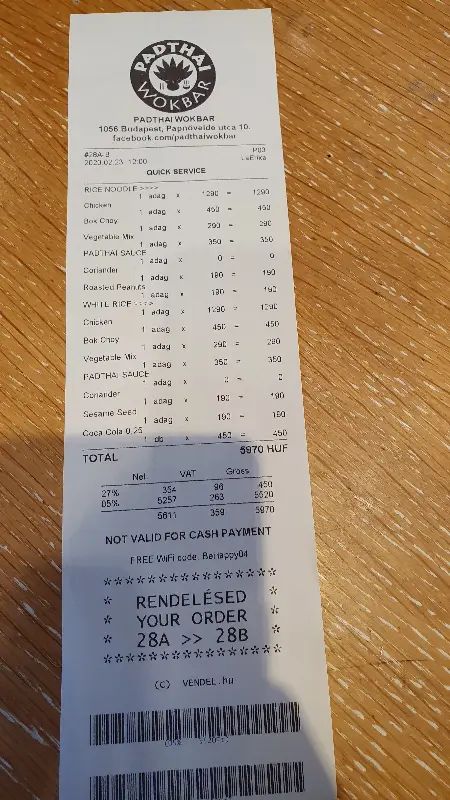 PADTHAI
WOKBAR
PADTHAI WOKBAR
1056 Budapest, Papnövelde utca 10.
facebook.com/padthaiwokbar
#28A-B P03
2020.02.23. 12:00
QUICK SERVICE
RICE NOODLE >>>>
1 adag x 1290 = 1290
Chicken
1 adag x 450 = 450
Bok Choy
1 adag x 290 = 290
Vegetable Mix
1 adag x 350 = 350
PADTHAI SAUCE
1 adag x 0 = 0
Coriander
1 adag x 190 = 190
Roasted Peanuts
1 adag x 190 = 190
WHITE RICE >>>>
1 adag x 1290 = 1290
Chicken
1 adag x 450 = 450
Bok Choy
1 adag x 290 = 290
Vegetable Mix
1 adag x 350 = 350
PADTHAI SAUCE
1 adag x 0 = 0
Coriander
1 adag x 190 = 190
Sesame Seed
1 adag x 190 = 190
Coca Cola 0,25
1 db x 450 = 450
TOTAL 5970 HUF
Net VAT Gross
27% 354 96 450
05% 5257 263 5520
5611 359 5970
NOT VALID FOR CASH PAYMENT
FREE WiFi code: Behappy04
* * * * * * * * * * * * * * * *
* RENDELÉSED *
* YOUR ORDER *
* 28A >> 28B *
* * * * * * * * * * * * * * * *
(C) VENDEL.hu